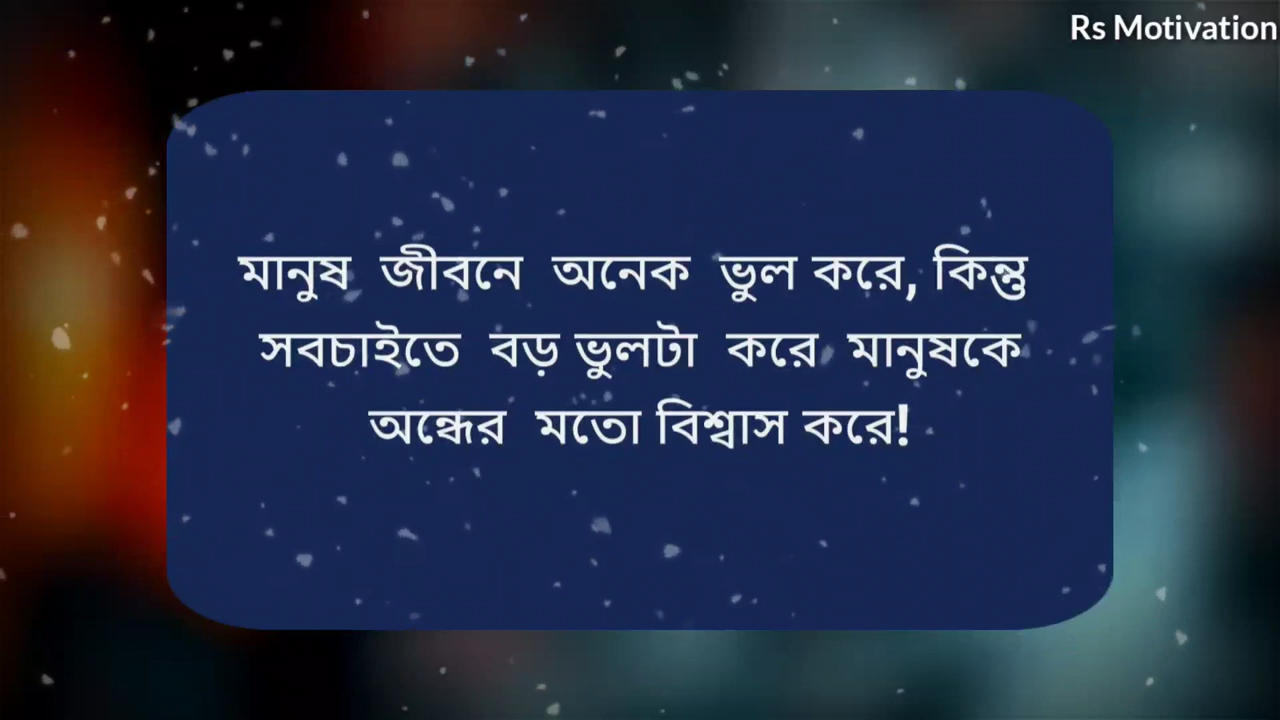 Rs Motivation
মানুষ জীবনে অনেক ভুল করে, কিন্তু
সবচাইতে বড় ভুলটা করে মানুষকে
অন্ধের মতো বিশ্বাস করে!